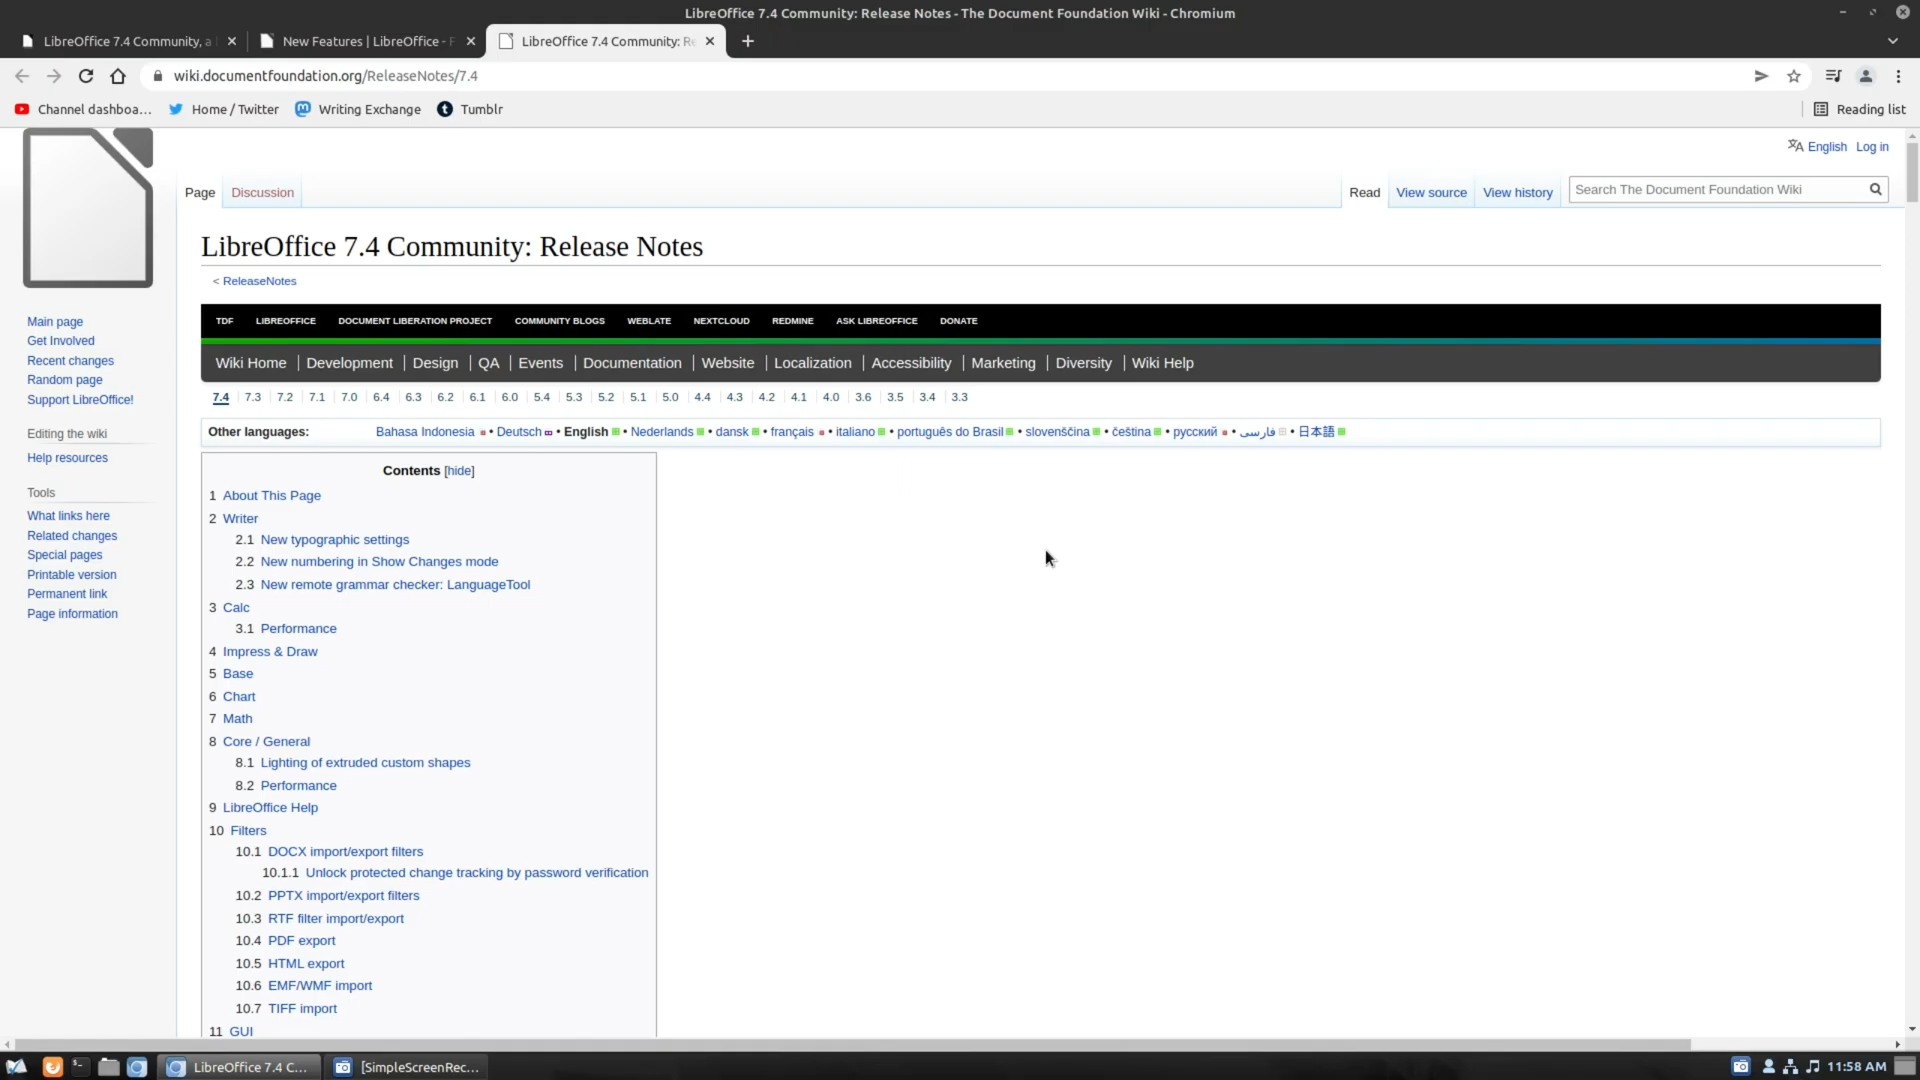 LibreOffice 7.4 Community: Release Notes - The Document Foundation Wiki - Chromium
LibreOffice 7.4 Community, a
New Features | LibreOffice - F
LibreOffice 7.4 Community: Re
wiki.documentfoundation.org/ReleaseNotes/7.4
Channel dashboa... Home / Twitter Writing Exchange Tumblr Reading list
English Log in
Page Discussion Read View source View history Search The Document Foundation Wiki
LibreOffice 7.4 Community: Release Notes
< ReleaseNotes
TDF LIBREOFFICE DOCUMENT LIBERATION PROJECT COMMUNITY BLOGS WEBLATE NEXTCLOUD REDMINE ASK LIBREOFFICE DONATE
Wiki Home | Development | Design | QA | Events | Documentation | Website | Localization | Accessibility | Marketing | Diversity | Wiki Help
7.4 7.3 7.2 7.1 7.0 6.4 6.3 6.2 6.1 6.0 5.4 5.3 5.2 5.1 5.0 4.4 4.3 4.2 4.1 4.0 3.6 3.5 3.4 3.3
Other languages: Bahasa Indonesia • Deutsch • English • Nederlands • dansk • français • italiano • português do Brasil • slovenščina • čeština • русский • فارسی • 日本語
Main page
Get Involved
Recent changes
Random page
Support LibreOffice!
Editing the wiki
Help resources
Tools
What links here
Related changes
Special pages
Printable version
Permanent link
Page information
Contents [hide]
1 About This Page
2 Writer
2.1 New typographic settings
2.2 New numbering in Show Changes mode
2.3 New remote grammar checker: LanguageTool
3 Calc
3.1 Performance
4 Impress & Draw
5 Base
6 Chart
7 Math
8 Core / General
8.1 Lighting of extruded custom shapes
8.2 Performance
9 LibreOffice Help
10 Filters
10.1 DOCX import/export filters
10.1.1 Unlock protected change tracking by password verification
10.2 PPTX import/export filters
10.3 RTF filter import/export
10.4 PDF export
10.5 HTML export
10.6 EMF/WMF import
10.7 TIFF import
11 GUI
LibreOffice 7.4 C... [SimpleScreenRec... 11:58 AM